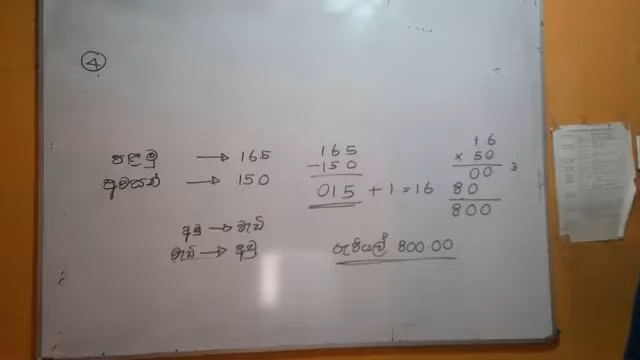 4
පළමු → 165
අවසන් → 150
165
-150
015 + 1 = 16
16
× 50
00
80
800
අඩු → වැඩි
වැඩි → අඩු
රුපියල් 800.00